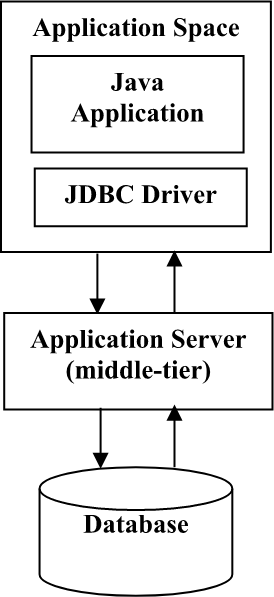 Application Space
Java
Application
JDBC Driver
Application Server
(middle-tier)
Database